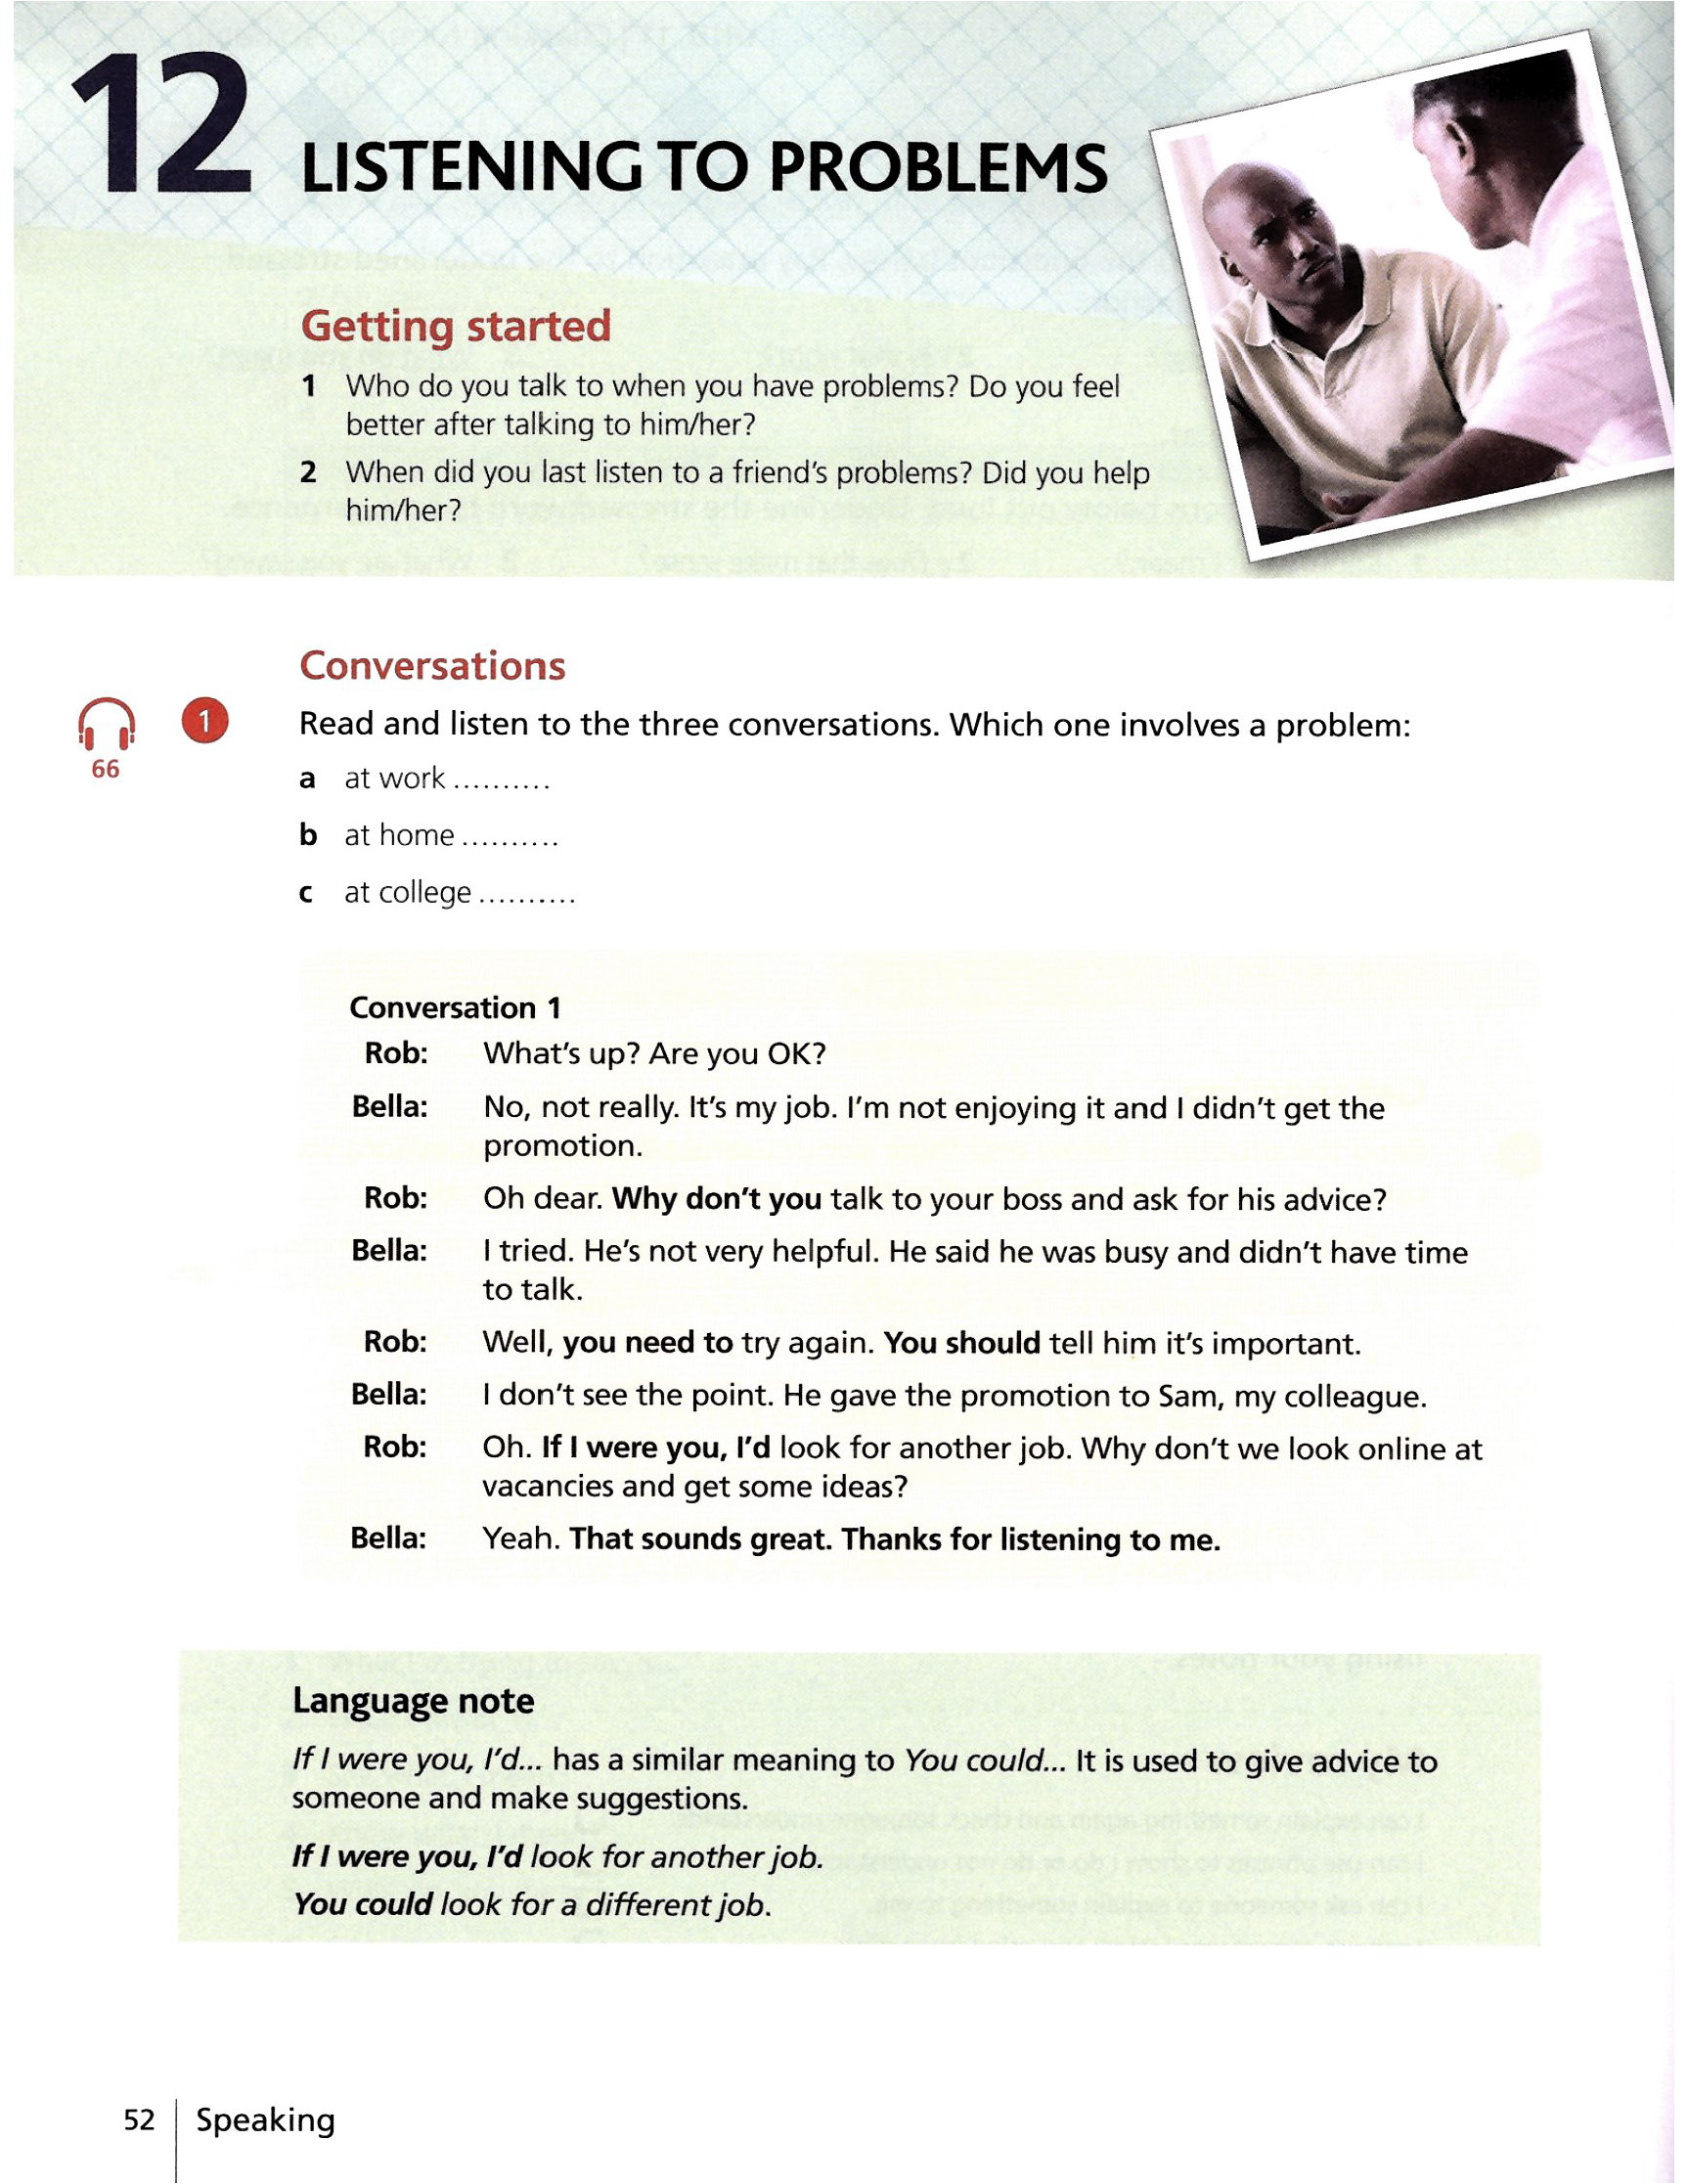 12
LISTENING TO PROBLEMS
Getting started
1 Who do you talk to when you have problems? Do you feel
better after talking to him/her?
2 When did you last listen to a friend's problems? Did you help
him/her?
Conversations
66
1 Read and listen to the three conversations. Which one involves a problem:
a at work ..........
b at home ..........
c at college ..........
Conversation 1
Rob: What's up? Are you OK?
Bella: No, not really. It's my job. I'm not enjoying it and I didn't get the
promotion.
Rob: Oh dear. Why don't you talk to your boss and ask for his advice?
Bella: I tried. He's not very helpful. He said he was busy and didn't have time
to talk.
Rob: Well, you need to try again. You should tell him it's important.
Bella: I don't see the point. He gave the promotion to Sam, my colleague.
Rob: Oh. If I were you, I'd look for another job. Why don't we look online at
vacancies and get some ideas?
Bella: Yeah. That sounds great. Thanks for listening to me.
Language note
If I were you, I'd... has a similar meaning to You could... It is used to give advice to
someone and make suggestions.
If I were you, I'd look for another job.
You could look for a different job.
52 Speaking